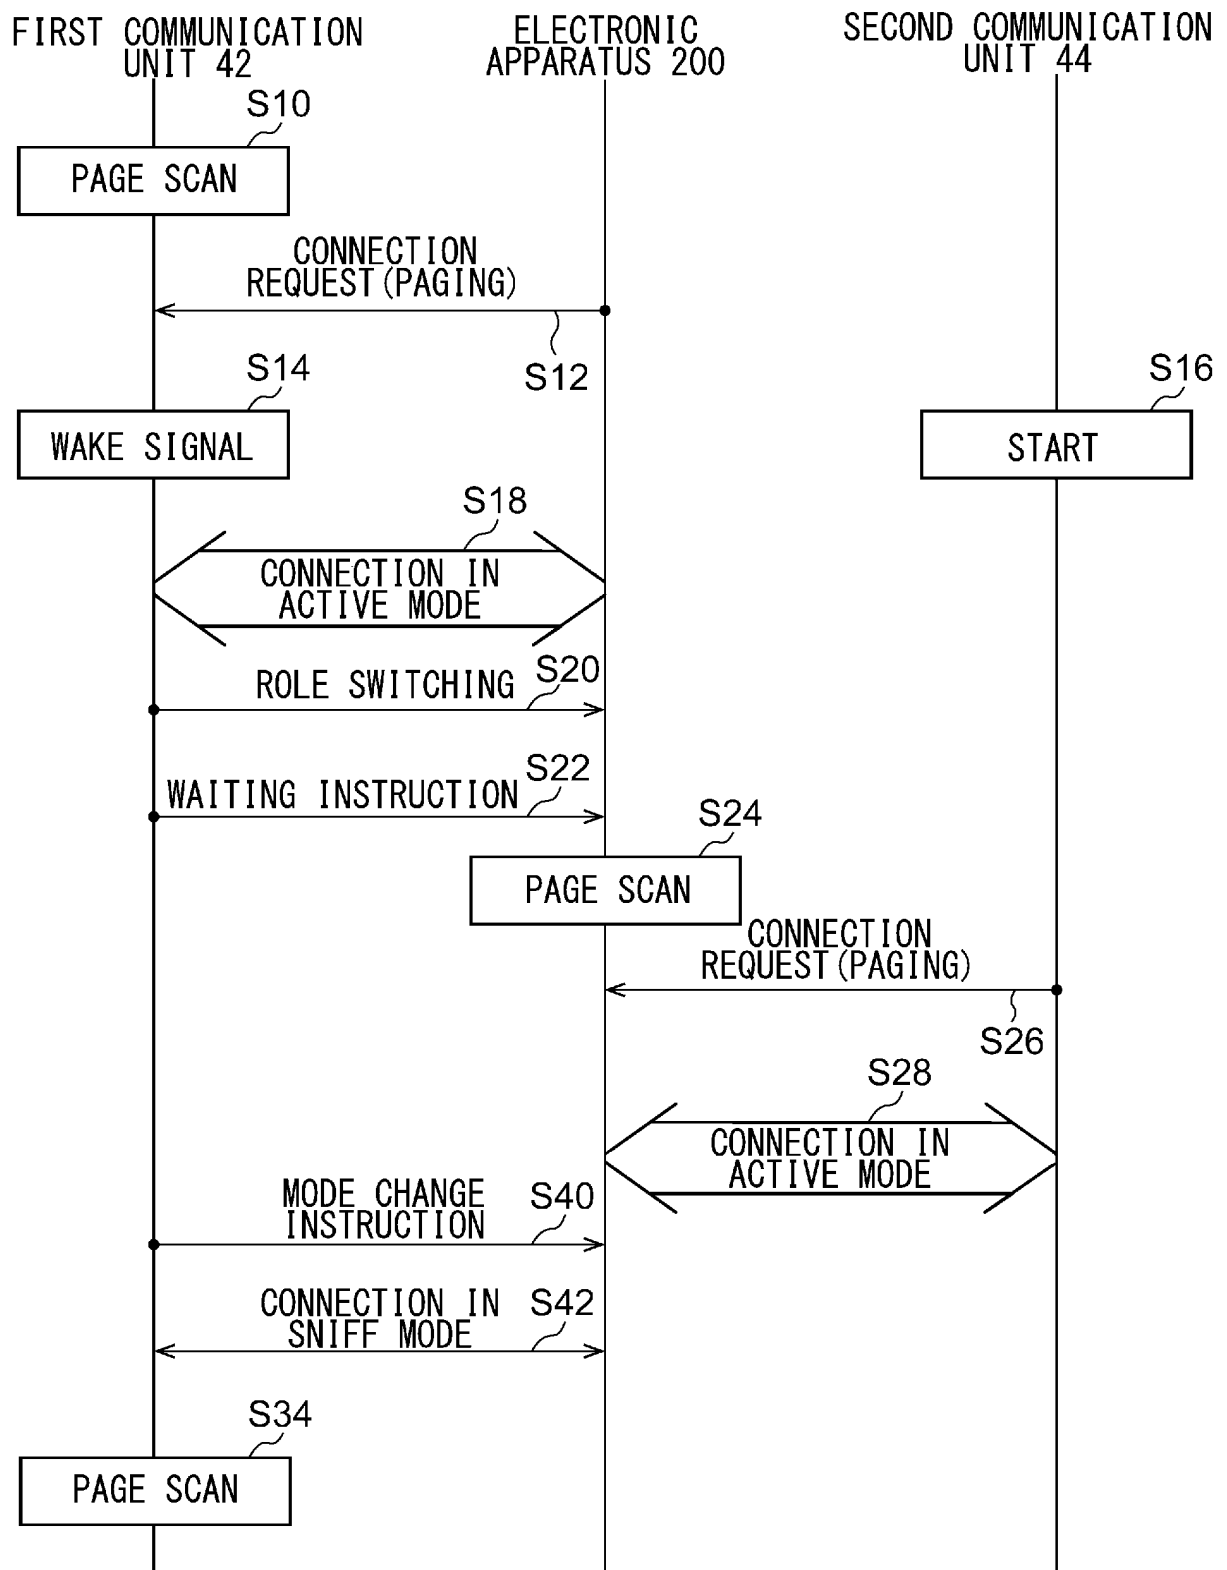 FIRST COMMUNICATION
UNIT 42
ELECTRONIC
APPARATUS 200
SECOND COMMUNICATION
UNIT 44
S10
PAGE SCAN
CONNECTION
REQUEST(PAGING)
S12
S14
WAKE SIGNAL
S16
START
S18
CONNECTION IN
ACTIVE MODE
S20
ROLE SWITCHING
S22
WAITING INSTRUCTION
S24
PAGE SCAN
CONNECTION
REQUEST(PAGING)
S26
S28
CONNECTION IN
ACTIVE MODE
MODE CHANGE
INSTRUCTION
S40
CONNECTION IN
SNIFF MODE
S42
S34
PAGE SCAN